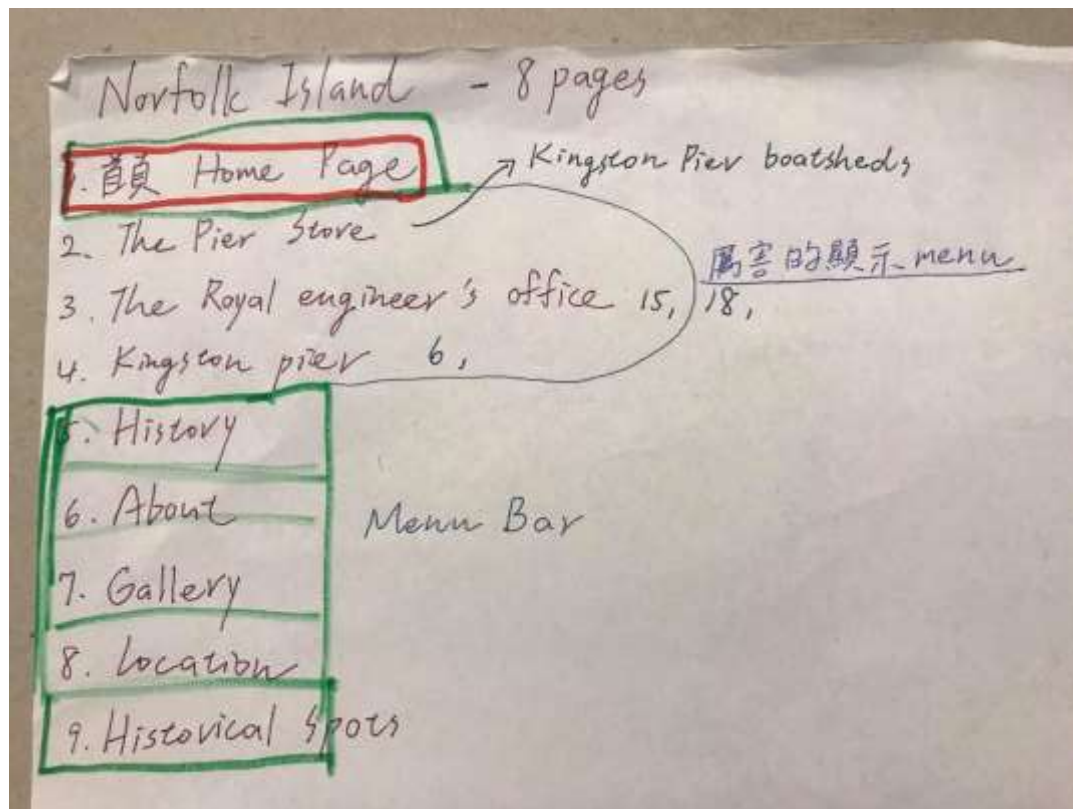 Norfolk Island - 8 pages
1. 首頁 Home Page
Kingston Pier boatsheds
2. The Pier Store
厲害的顯示 menu
3. The Royal engineer's office 15, 18,
4. Kingston pier 6,
5. History
6. About
Menu Bar
7. Gallery
8. Location
9. Historical Spots